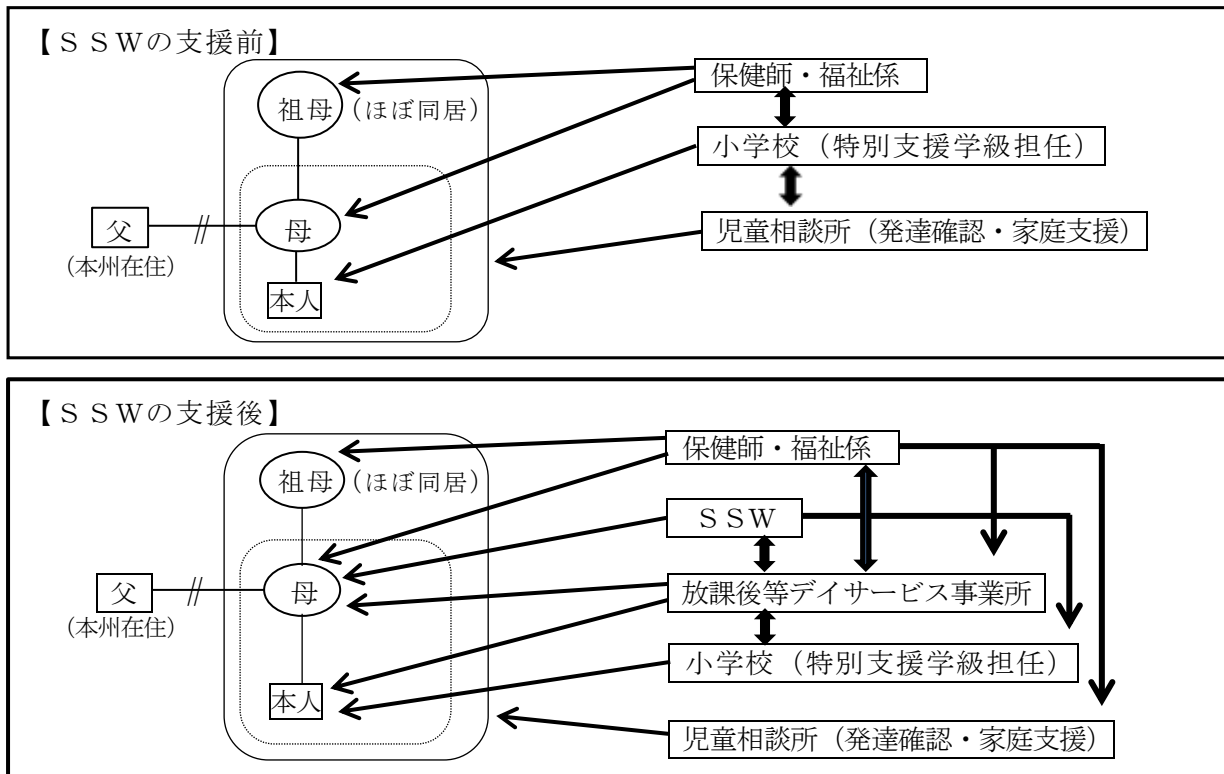 【ＳＳＷの支援前】
保健師・福祉係
祖母（ほぼ同居）
小学校（特別支援学級担任）
父
母
児童相談所（発達確認・家庭支援）
（本州在住）
本人
【ＳＳＷの支援後】
保健師・福祉係
祖母（ほぼ同居）
ＳＳＷ
父
母
放課後等デイサービス事業所
（本州在住）
小学校（特別支援学級担任）
本人
児童相談所（発達確認・家庭支援）